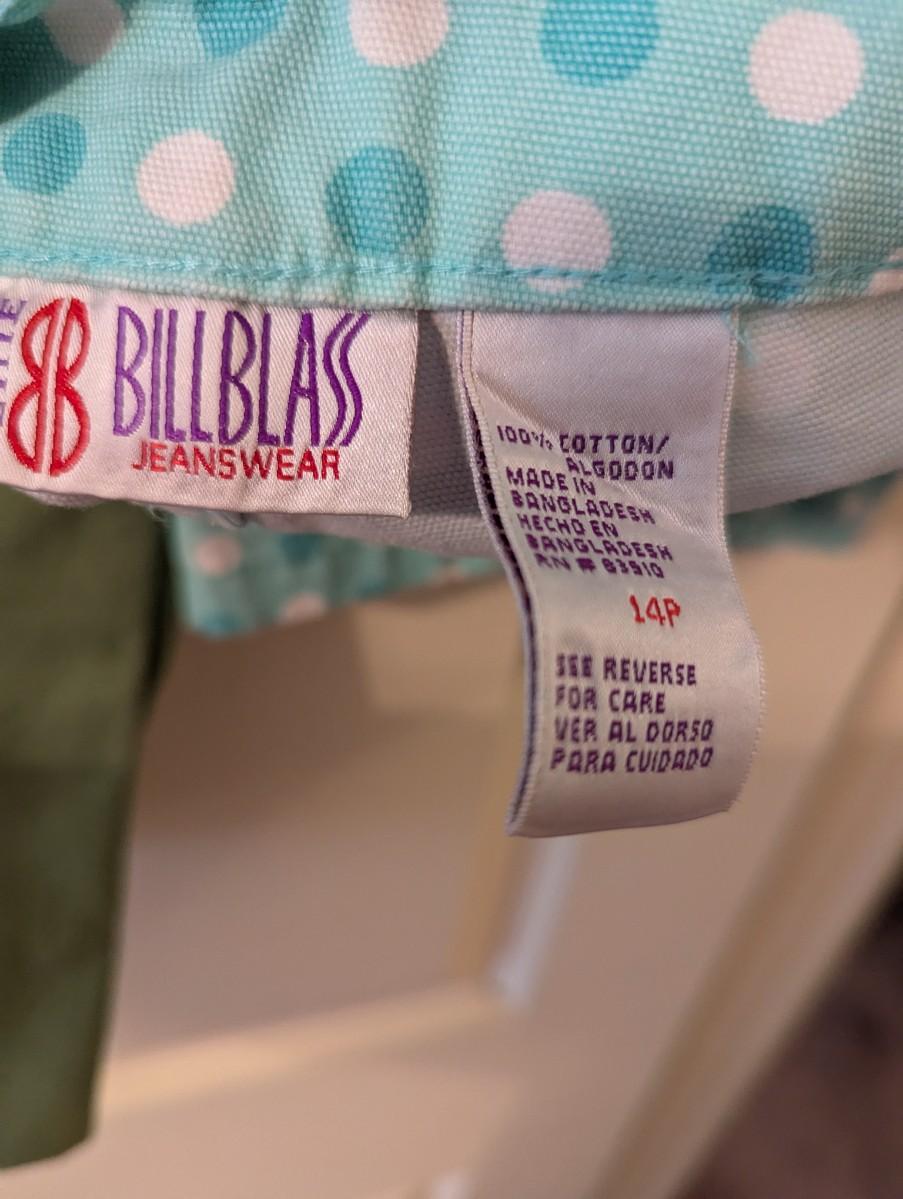 BB
BILLBLASS
JEANSWEAR
100% COTTON/
ALGODON
MADE IN
BANGLADESH
HECHO EN
BANGLADESH
RN # 83910
14P
SEE REVERSE
FOR CARE
VER AL DORSO
PARA CUIDADO